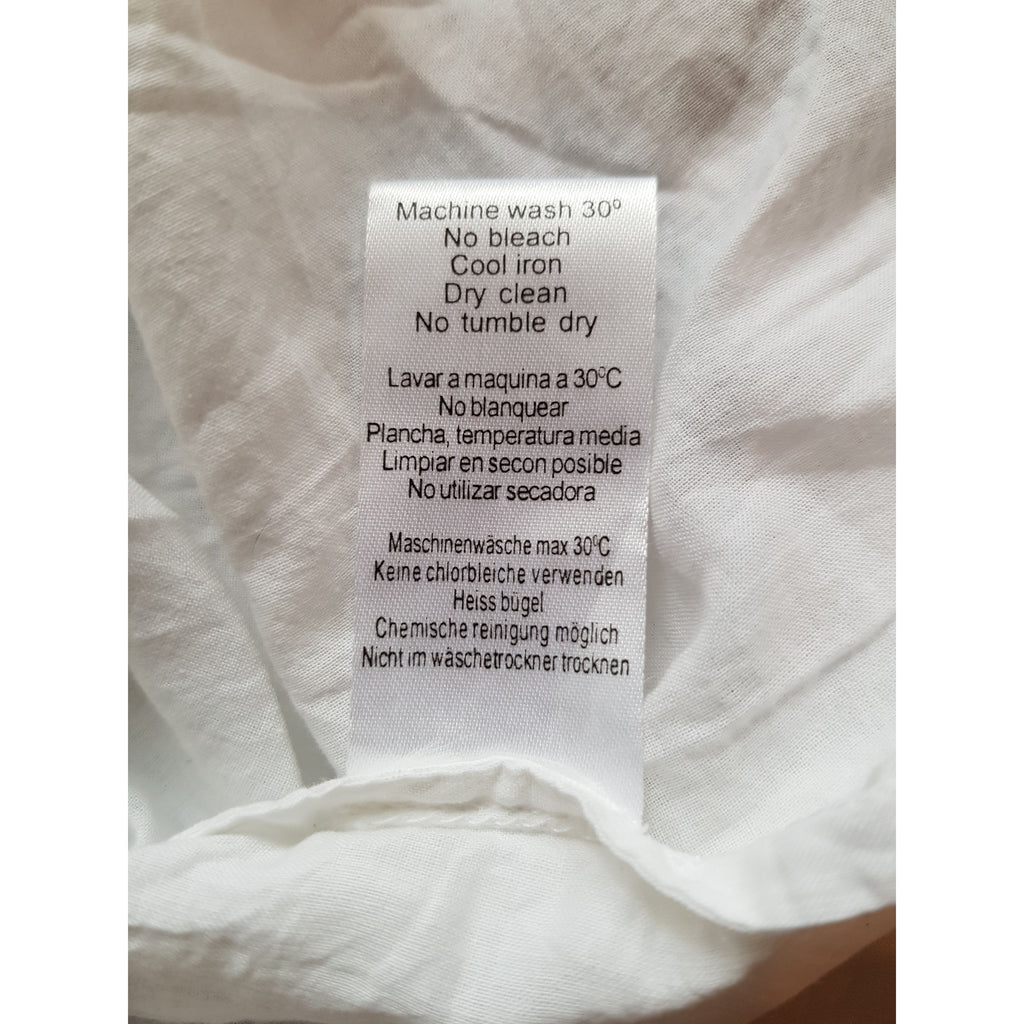 Machine wash 30º
No bleach
Cool iron
Dry clean
No tumble dry
Lavar a maquina a 30ºC
No blanquear
Plancha, temperatura media
Limpiar en secon posible
No utilizar secadora
Maschinenwäsche max 30ºC
Keine chlorbleiche verwenden
Heiss bügel
Chemische reinigung möglich
Nicht im wäschetrockner trocknen